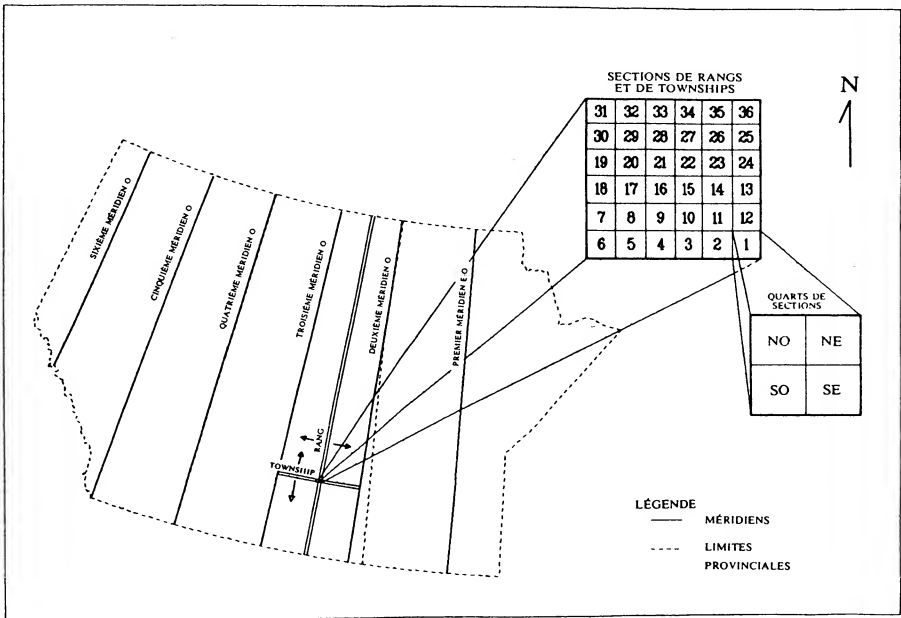 SECTIONS DE RANGS
ET DE TOWNSHIPS
N
31 32 33 34 35 36
30 29 28 27 26 25
19 20 21 22 23 24
18 17 16 15 14 13
7 8 9 10 11 12
6 5 4 3 2 1
QUARTS DE
SECTIONS
NO NE
SO SE
SIXIÈME MÉRIDIEN O
CINQUIÈME MÉRIDIEN O
QUATRIÈME MÉRIDIEN O
TROISIÈME MÉRIDIEN O
DEUXIÈME MÉRIDIEN O
PREMIER MÉRIDIEN E O
RANG
TOWNSHIP
LÉGENDE
MÉRIDIENS
LIMITES
PROVINCIALES